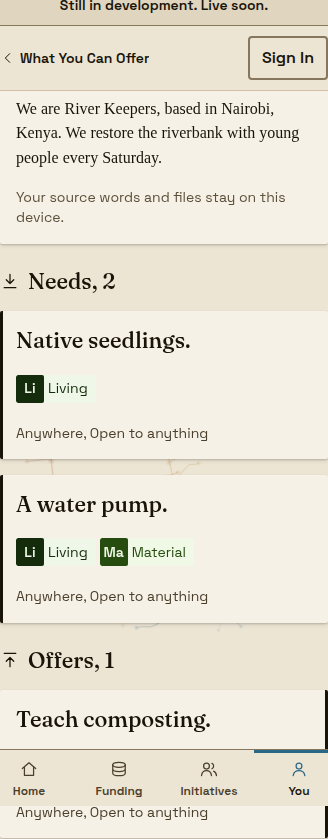 Still in development. Live soon.
What You Can Offer
Sign In
We are River Keepers, based in Nairobi,
Kenya. We restore the riverbank with young
people every Saturday.
Your source words and files stay on this
device.
Needs, 2
Native seedlings.
Li Living
Anywhere, Open to anything
A water pump.
Li Living Ma Material
Anywhere, Open to anything
Offers, 1
Teach composting.
Home Funding Initiatives You
Anywhere, Open to anything